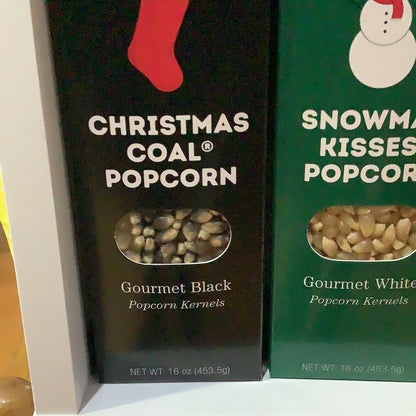 CHRISTMAS
COAL®
POPCORN
Gourmet Black
Popcorn Kernels
NET WT. 16 oz (453.5g)
SNOWMA
KISSES
POPCOR
Gourmet White
Popcorn Kernels
NET WT. 16 oz (453.5g)